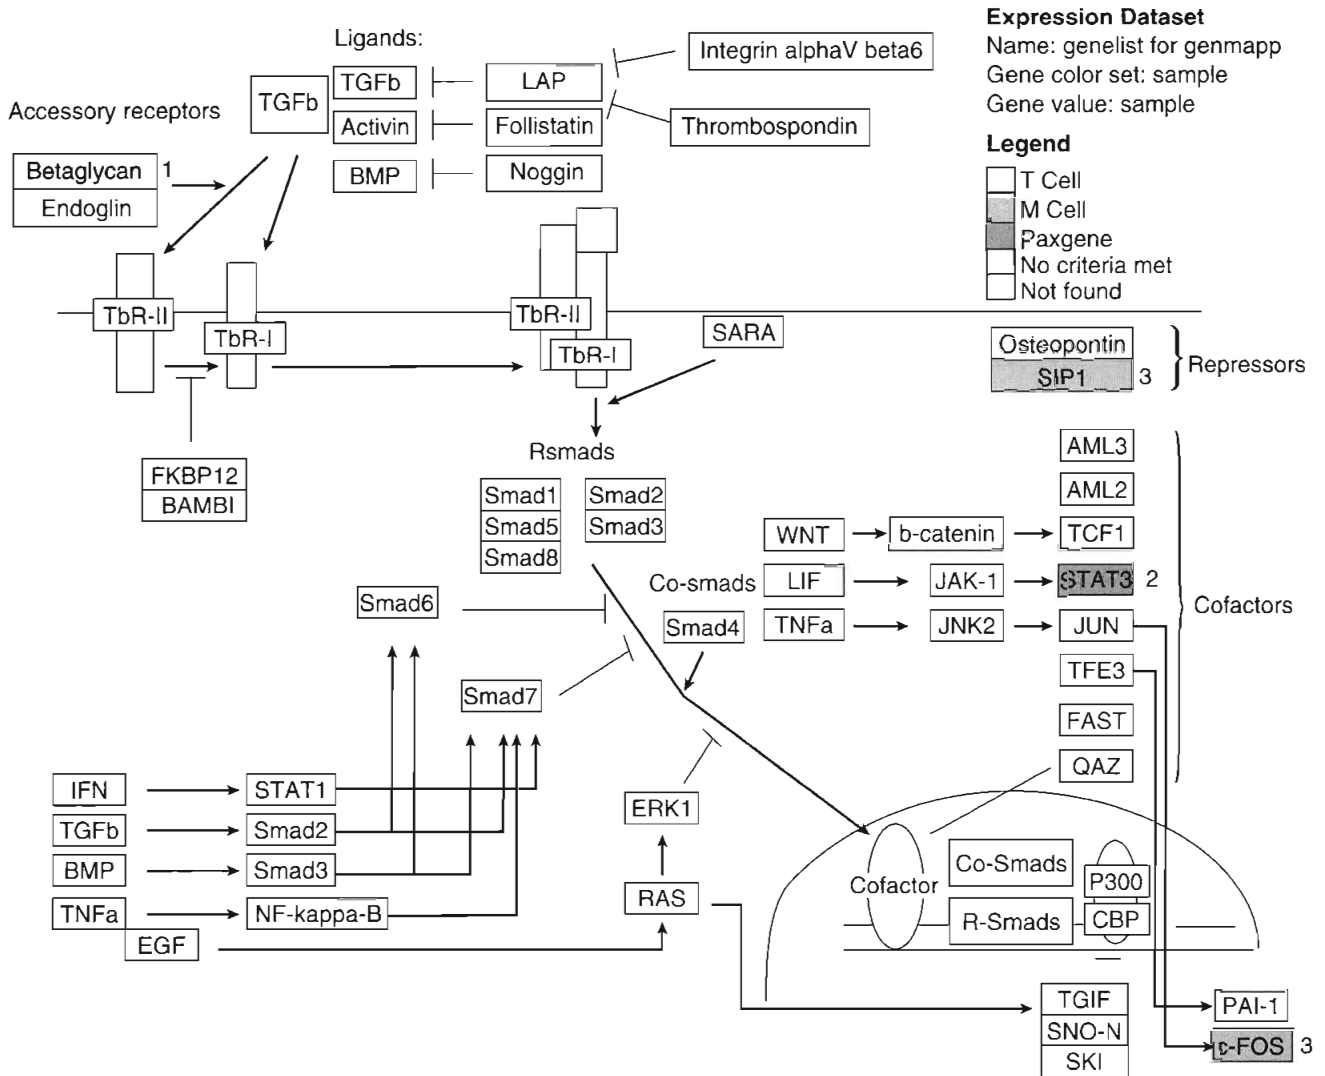 Expression Dataset
Name: genelist for genmapp
Gene color set: sample
Gene value: sample
Legend
T Cell
M Cell
Paxgene
No criteria met
Not found
Ligands:
TGFb
TGFb
LAP
Integrin alphaV beta6
Accessory receptors
Activin
Follistatin
Thrombospondin
Betaglycan 1
Endoglin
BMP
Noggin
TbR-II
TbR-I
TbR-II
TbR-I
SARA
Osteopontin
SIP1 3
Repressors
FKBP12
BAMBI
Rsmads
Smad1
Smad5
Smad8
Smad2
Smad3
AML3
AML2
WNT
b-catenin
TCF1
Co-smads
LIF
JAK-1
STAT3 2
Smad4
TNFa
JNK2
JUN
Cofactors
TFE3
FAST
QAZ
Smad6
Smad7
IFN
STAT1
TGFb
Smad2
BMP
Smad3
TNFa
NF-kappa-B
EGF
ERK1
RAS
Cofactor
Co-Smads
R-Smads
P300
CBP
TGIF
SNO-N
SKI
PAI-1
c-FOS 3